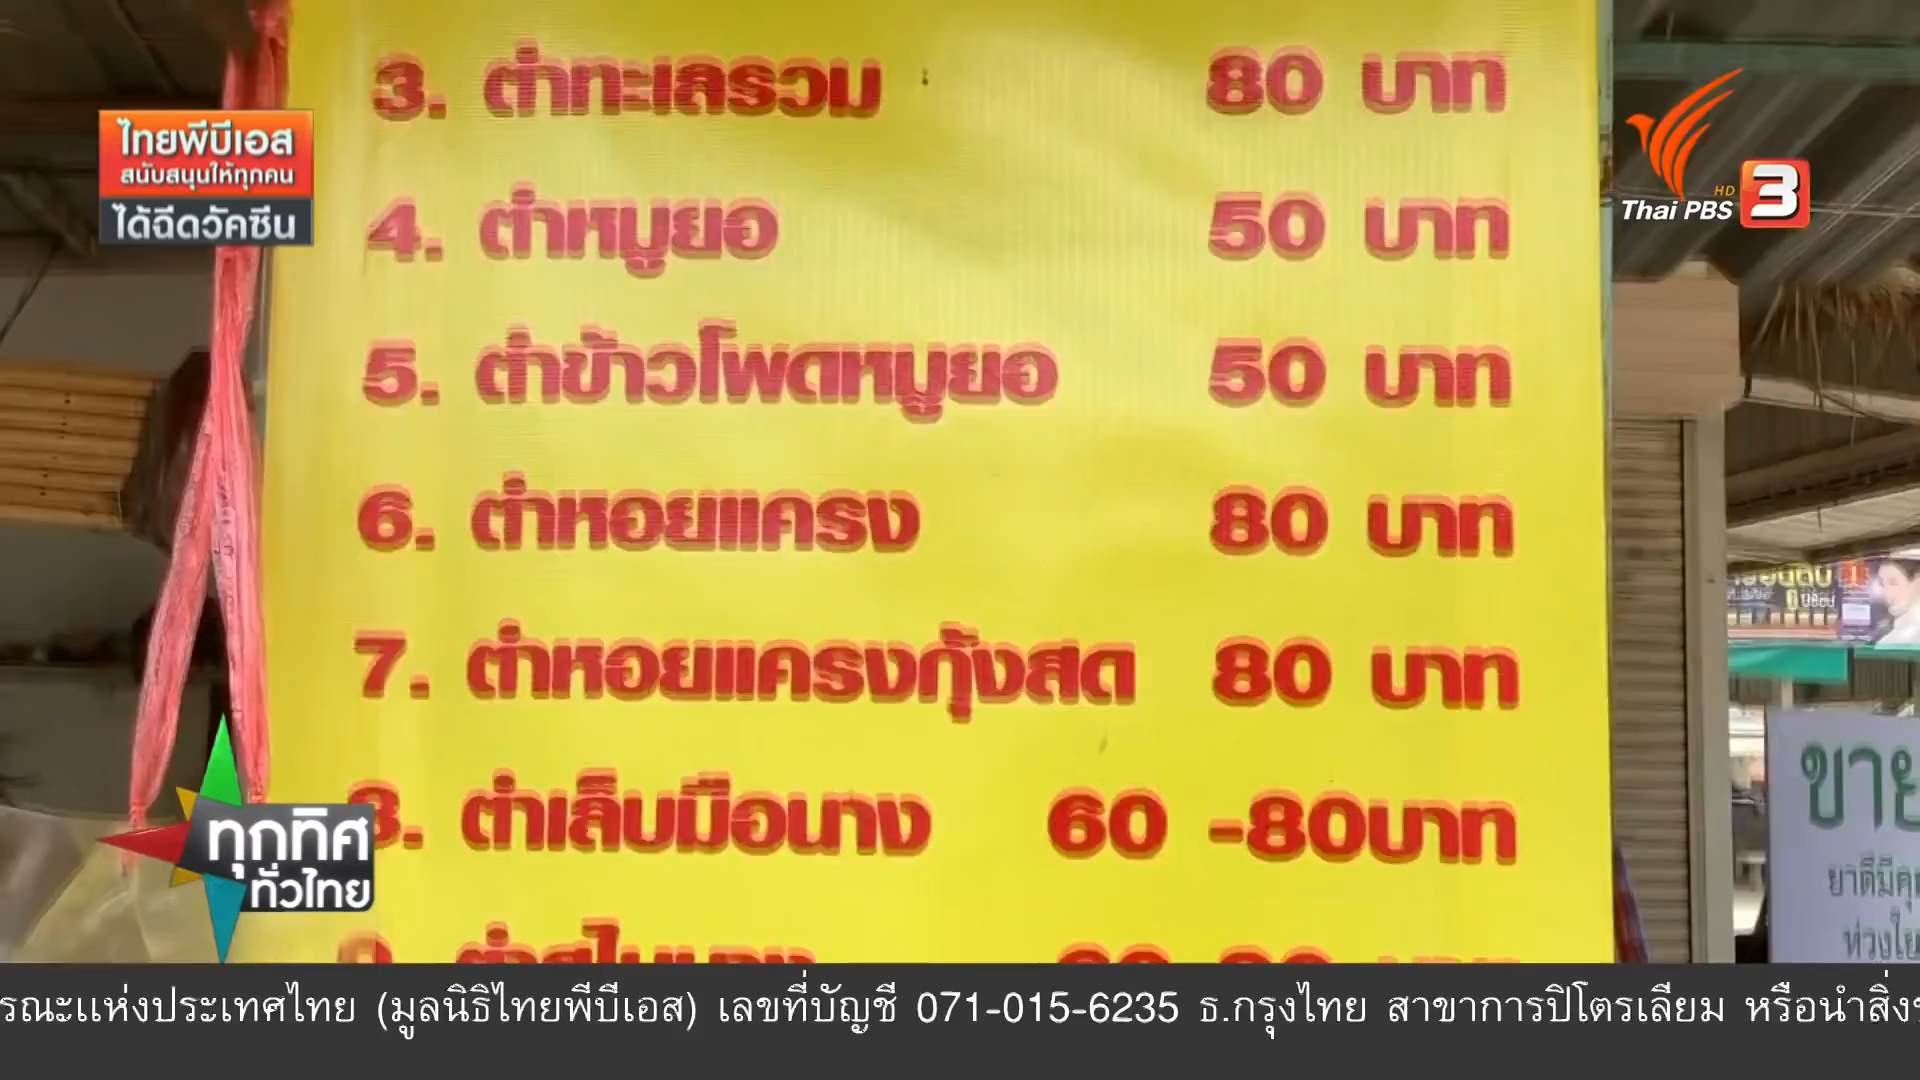 3. ตำทะเลรวม 80 บาท
4. ตำหมูยอ 50 บาท
5. ตำข้าวโพดหมูยอ 50 บาท
6. ตำหอยแครง 80 บาท
7. ตำหอยแครงกุ้งสด 80 บาท
8. ตำเล็บมือนาง 60 -80บาท
ไทยพีบีเอส
สนับสนุนให้ทุกคน
ได้ฉีดวัคซีน
HD
Thai PBS 3
ขาย
ยาดีมี
ทุกทิศ
ทั่วไทย
รณะแห่งประเทศไทย (มูลนิธิไทยพีบีเอส) เลขที่บัญชี 071-015-6235 ธ.กรุงไทย สาขาการปิโตรเลียม หรือนำสิ่ง